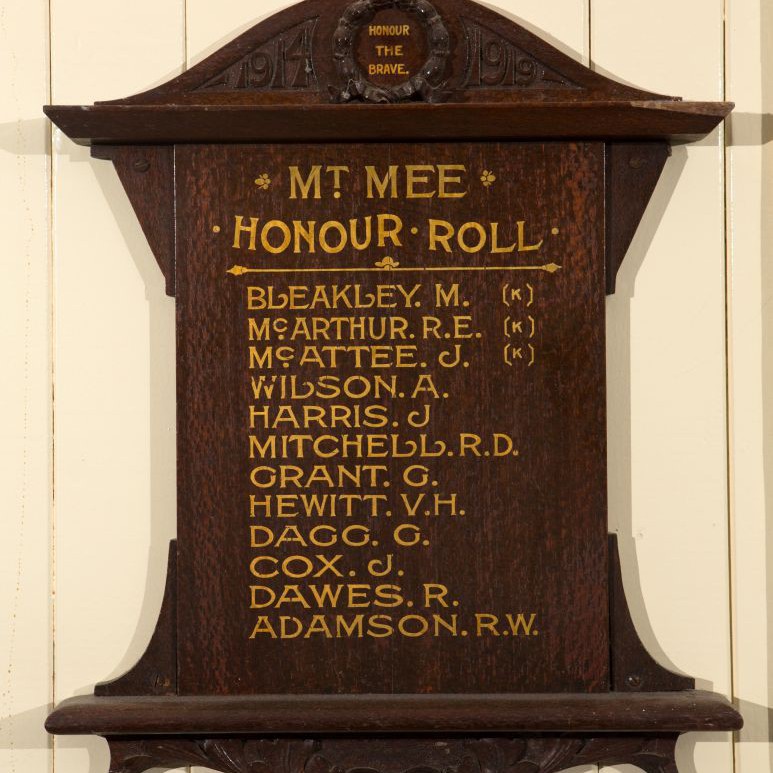 HONOUR
THE
BRAVE.
1914 1919
MT MEE
HONOUR · ROLL
BLEAKLEY. M. (K)
McARTHUR. R.E. (K)
McATTEE. J. (K)
WILSON. A.
HARRIS. J
MITCHELL. R.D.
GRANT. G.
HEWITT. V.H.
DAGG. G.
COX. J.
DAWES. R.
ADAMSON. R.W.